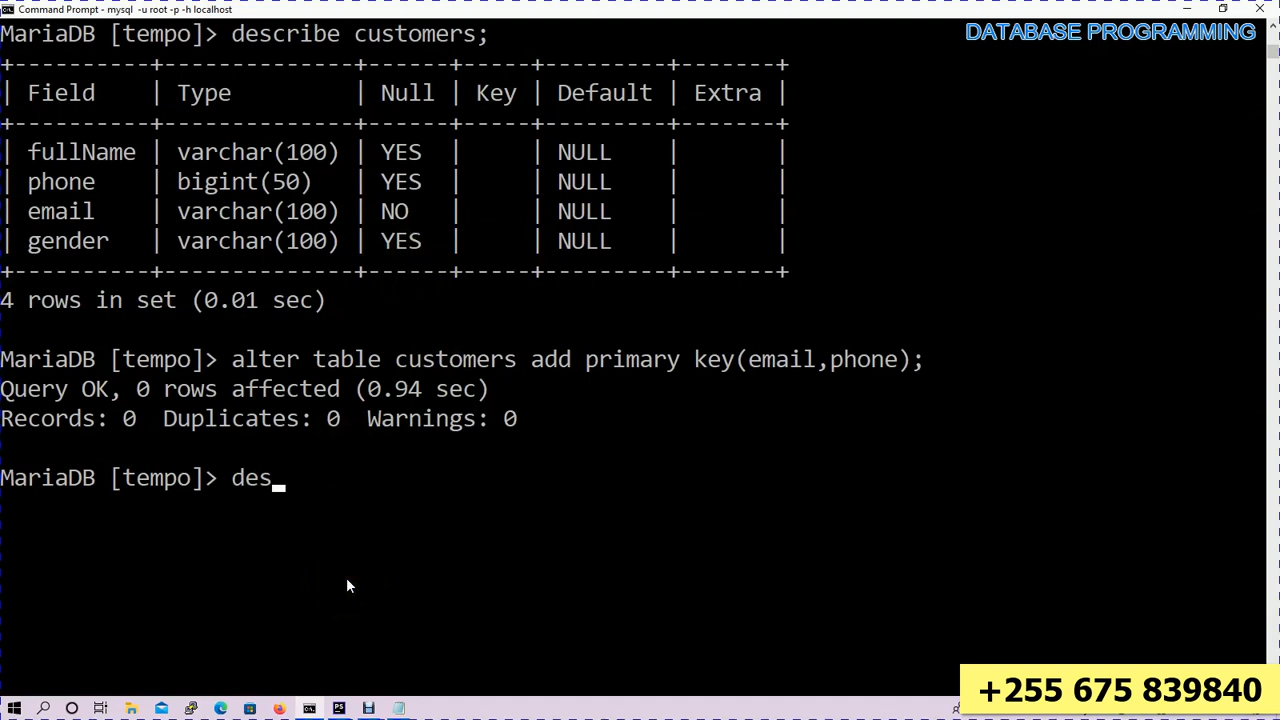 Command Prompt - mysql -u root -p -h localhost
DATABASE PROGRAMMING
MariaDB [tempo]> describe customers;
+----------+--------------+------+-----+---------+-------+
| Field    | Type         | Null | Key | Default | Extra |
+----------+--------------+------+-----+---------+-------+
| fullName | varchar(100) | YES  |     | NULL    |       |
| phone    | bigint(50)   | YES  |     | NULL    |       |
| email    | varchar(100) | NO   |     | NULL    |       |
| gender   | varchar(100) | YES  |     | NULL    |       |
+----------+--------------+------+-----+---------+-------+
4 rows in set (0.01 sec)
MariaDB [tempo]> alter table customers add primary key(email,phone);
Query OK, 0 rows affected (0.94 sec)
Records: 0  Duplicates: 0  Warnings: 0
MariaDB [tempo]> des
+255 675 839840